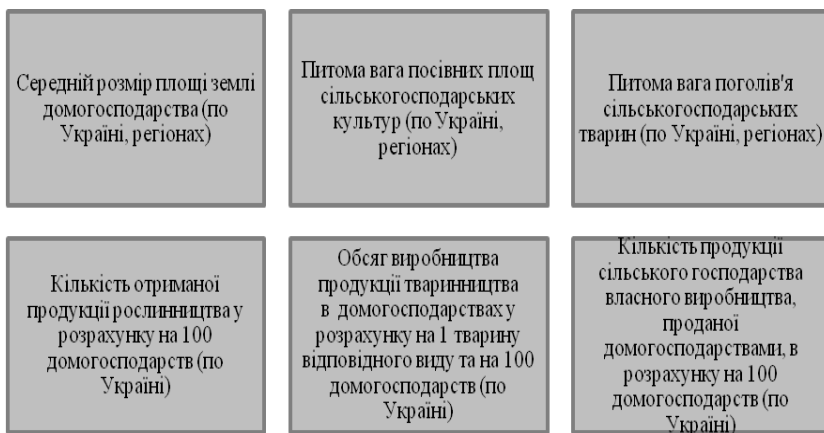 Середній розмір площі землі
домогосподарства (по
Україні, регіонах)
Питома вага посівних площ
сільськогосподарських
культур (по Україні,
регіонах)
Питома вага поголів'я
сільськогосподарських
тварин (по Україні, регіонах)
Кількість отриманої
продукції рослинництва у
розрахунку на 100
домогосподарств (по
Україні)
Обсяг виробництва
продукції тваринництва
в домогосподарствах у
розрахунку на 1 тварину
відповідного виду та на 100
домогосподарств (по
Україні)
Кількість продукції
сільського господарства
власного виробництва,
проданої
домогосподарствами, в
розрахунку на 100
домогосподарств (по
Україні)